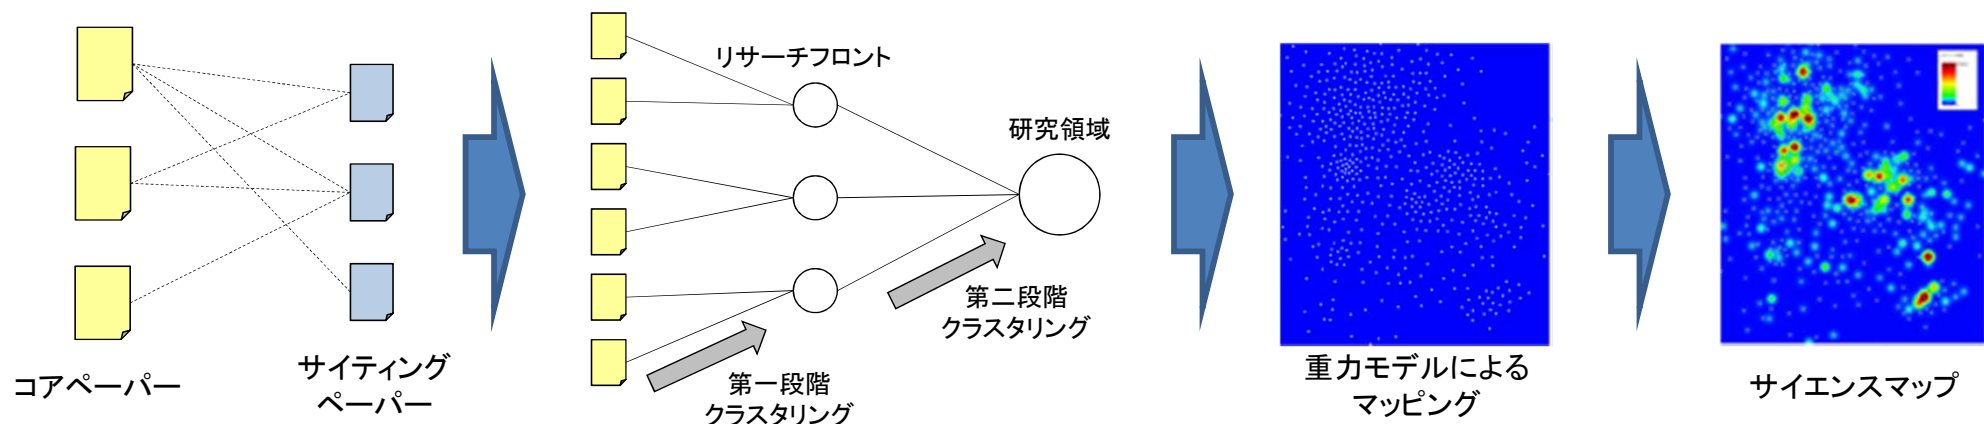 コアペーパー
サイティング
ペーパー
リサーチフロント
研究領域
第一段階
クラスタリング
第二段階
クラスタリング
重力モデルによる
マッピング
サイエンスマップ